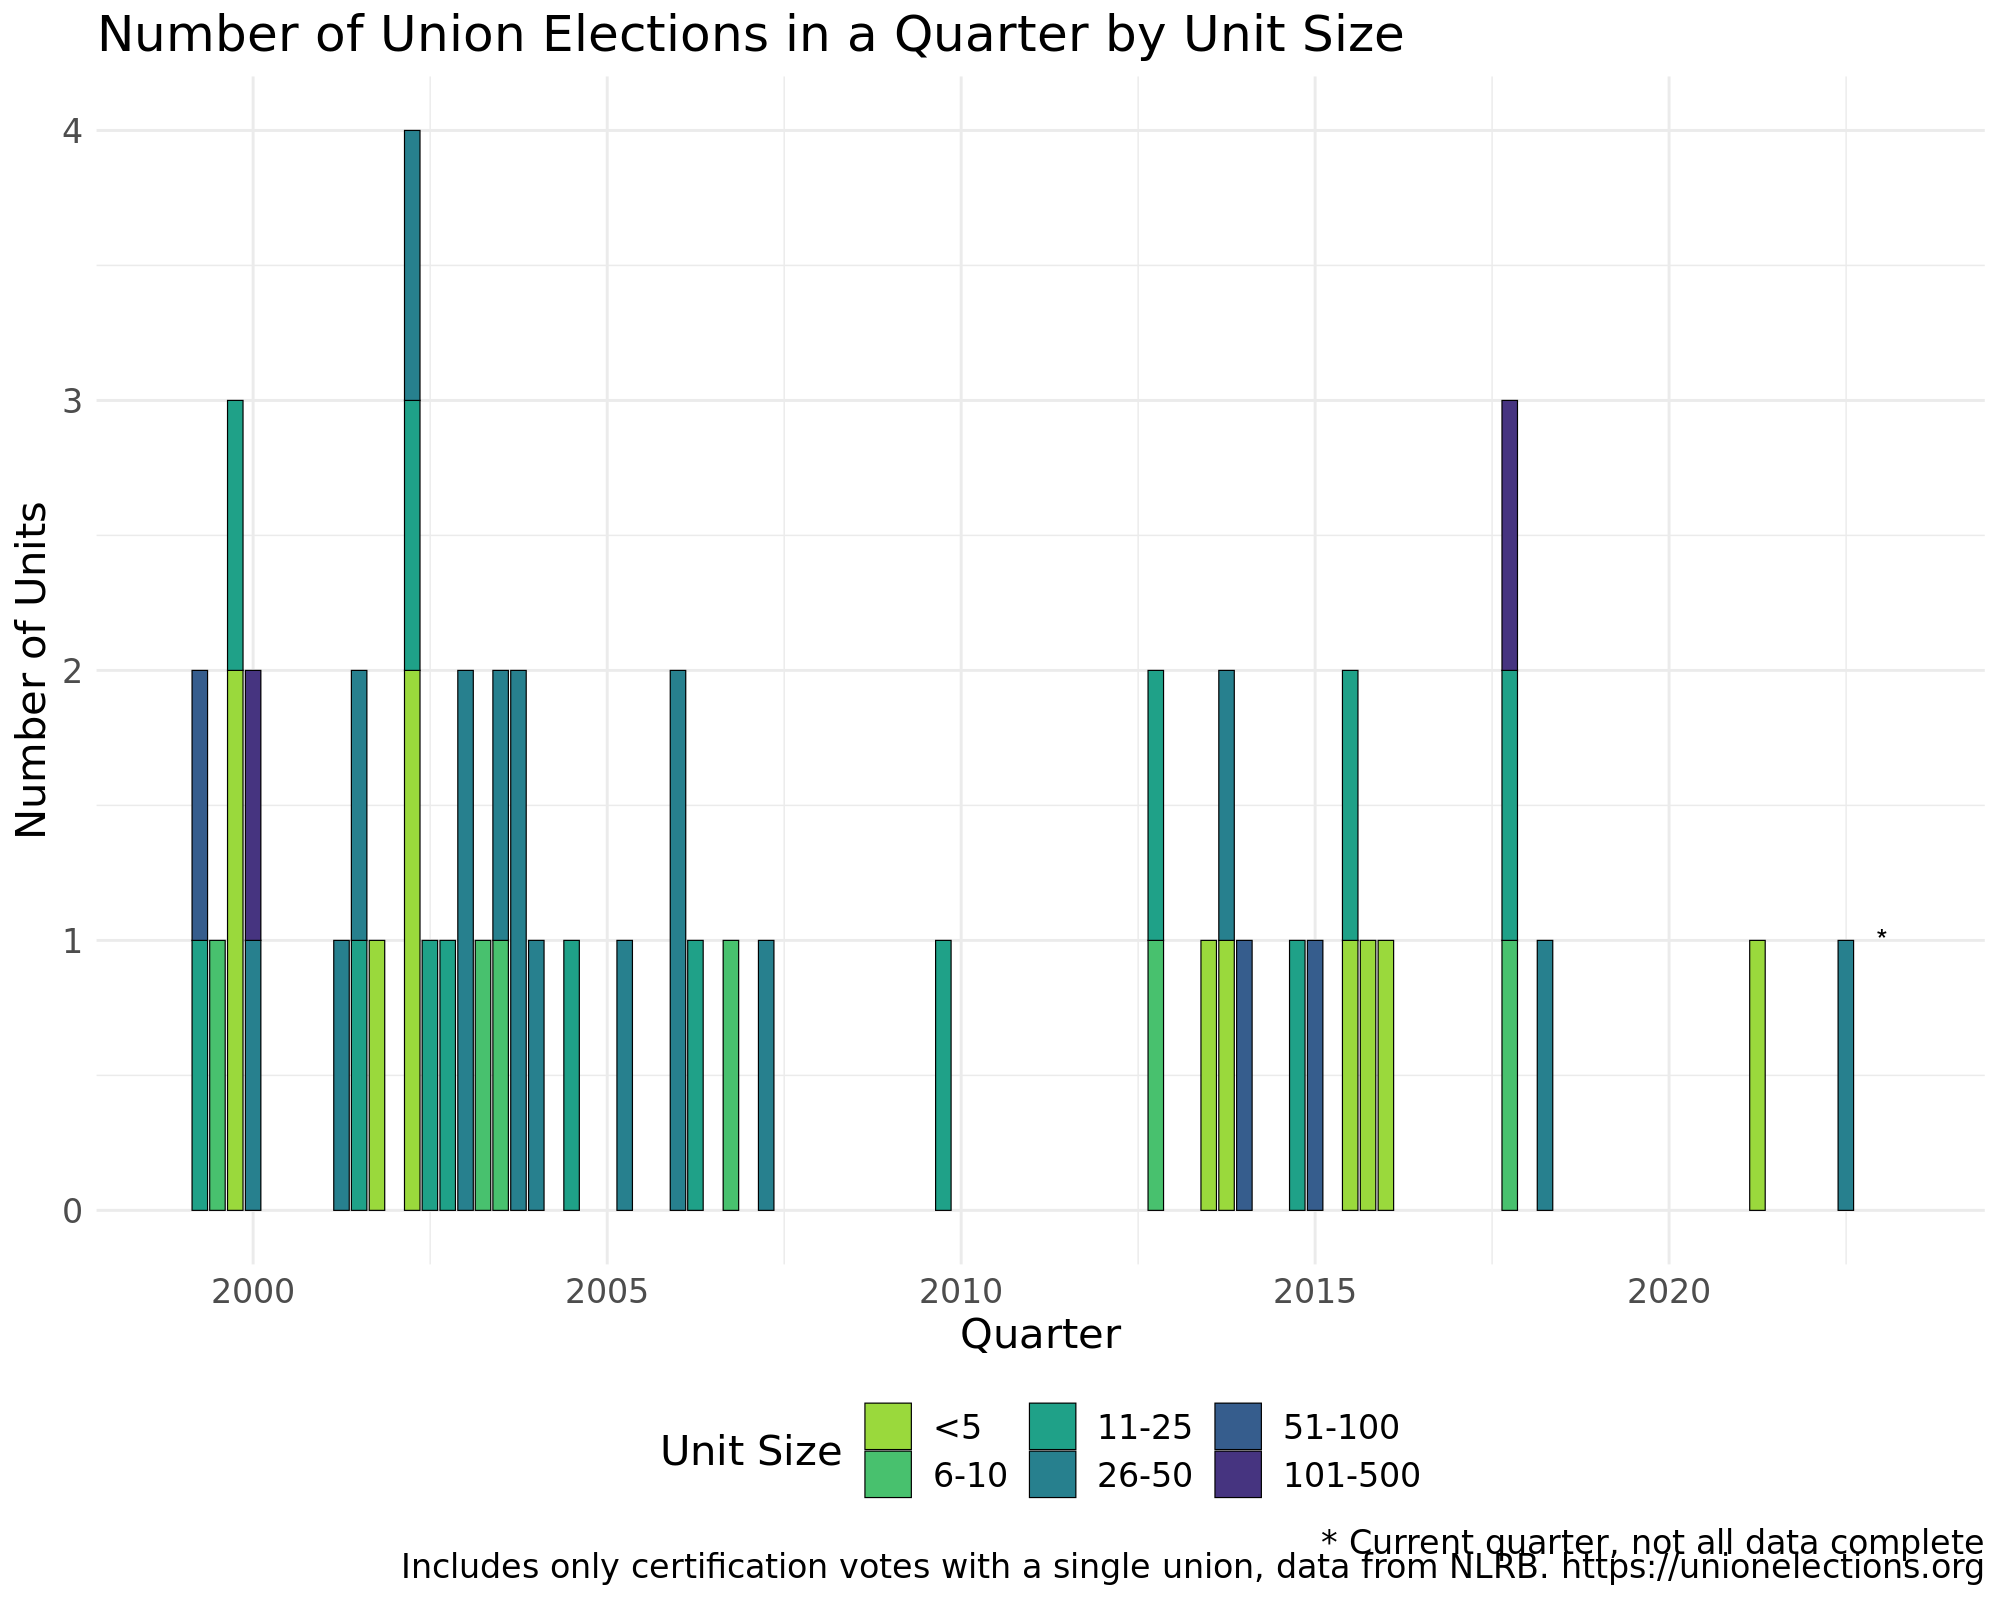 Number of Union Elections in a Quarter by Unit Size
Number of Units
4
3
2
1
0
*
2000 2005 2010 2015 2020
Quarter
Unit Size
<5 11-25 51-100
6-10 26-50 101-500
* Current quarter, not all data complete
Includes only certification votes with a single union, data from NLRB. https://unionelections.org